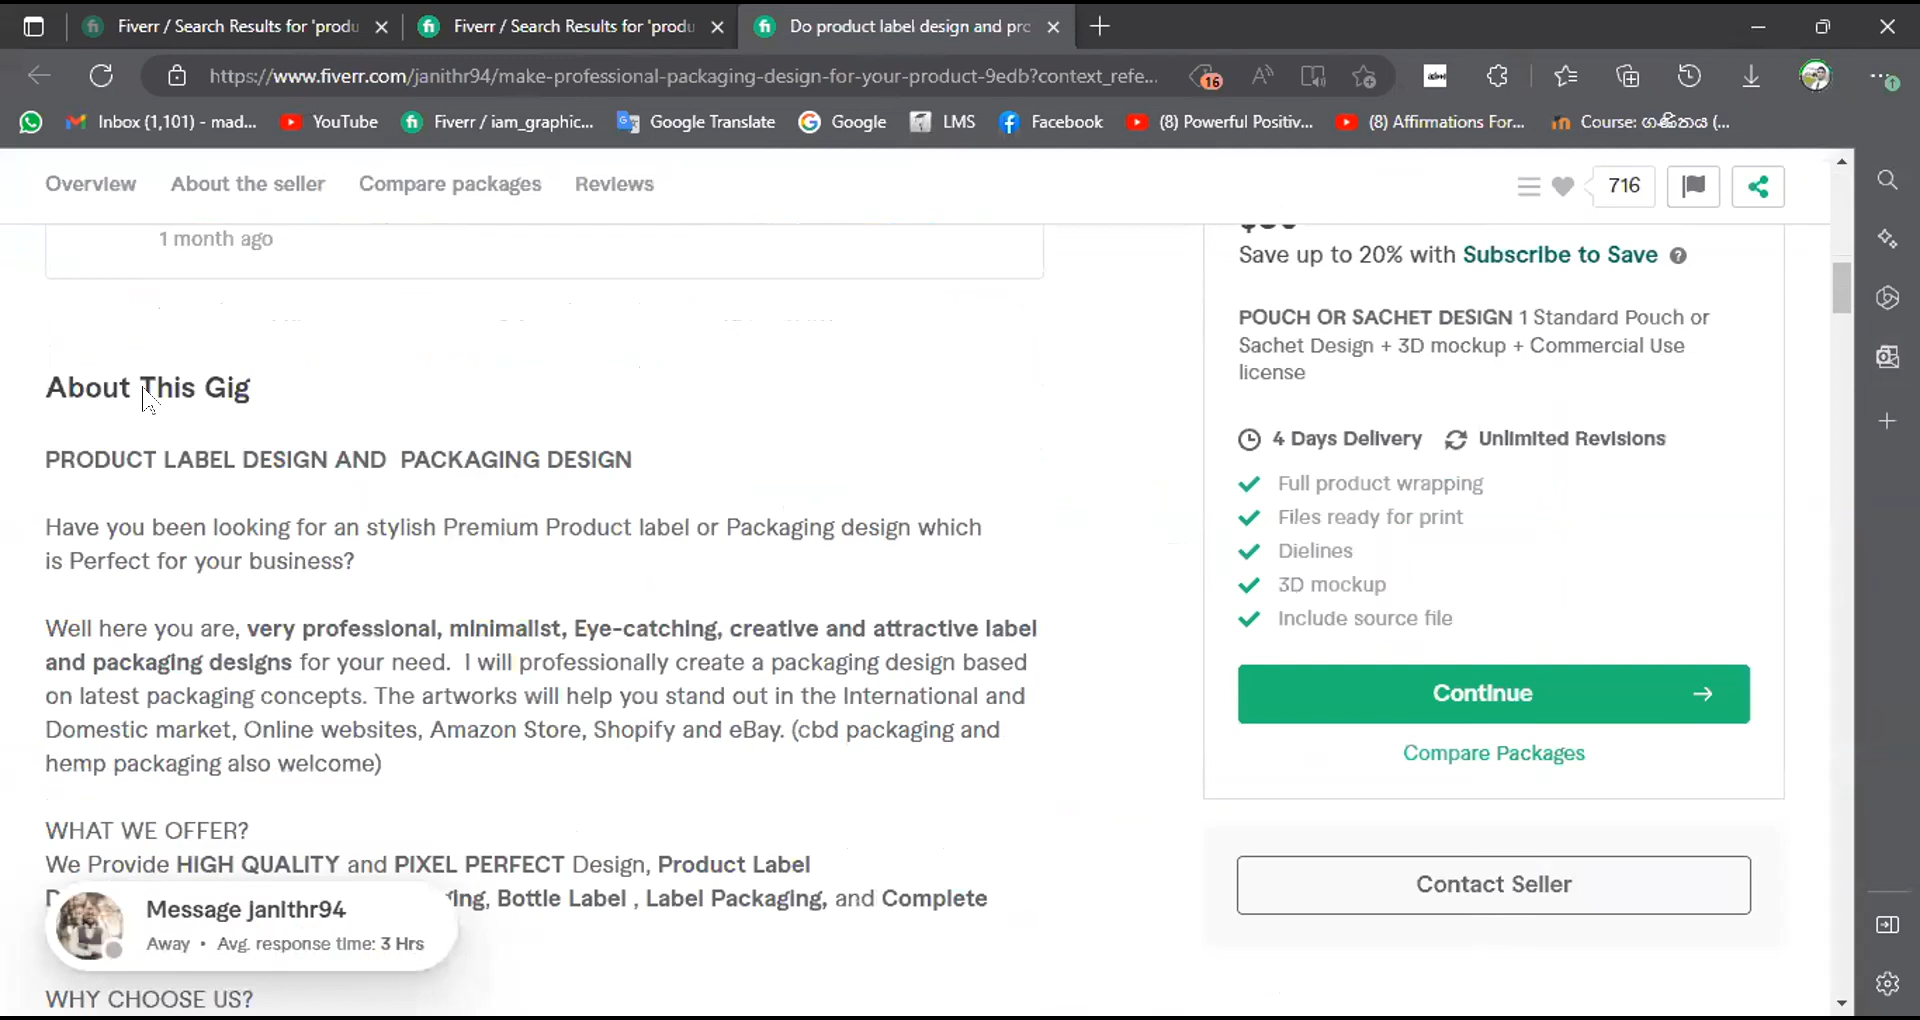 Fiverr / Search Results for 'produ
Fiverr / Search Results for 'produ
Do product label design and prc
https://www.fiverr.com/janithr94/make-professional-packaging-design-for-your-product-9edb?context_refe...
16
Inbox (1,101) - mad...
YouTube
Fiverr / iam_graphic...
Google Translate
Google
LMS
Facebook
(8) Powerful Positiv...
(8) Affirmations For...
Course: ගණිතය (...
Overview
About the seller
Compare packages
Reviews
716
1 month ago
Save up to 20% with Subscribe to Save
POUCH OR SACHET DESIGN 1 Standard Pouch or
Sachet Design + 3D mockup + Commercial Use
license
4 Days Delivery
Unlimited Revisions
Full product wrapping
Files ready for print
Dielines
3D mockup
Include source file
Continue
Compare Packages
Contact Seller
About This Gig
PRODUCT LABEL DESIGN AND PACKAGING DESIGN
Have you been looking for an stylish Premium Product label or Packaging design which
is Perfect for your business?
Well here you are, very professional, minimalist, Eye-catching, creative and attractive label
and packaging designs for your need. I will professionally create a packaging design based
on latest packaging concepts. The artworks will help you stand out in the International and
Domestic market, Online websites, Amazon Store, Shopify and eBay. (cbd packaging and
hemp packaging also welcome)
WHAT WE OFFER?
We Provide HIGH QUALITY and PIXEL PERFECT Design, Product Label
ing, Bottle Label , Label Packaging, and Complete
Message janithr94
Away • Avg. response time: 3 Hrs
WHY CHOOSE US?